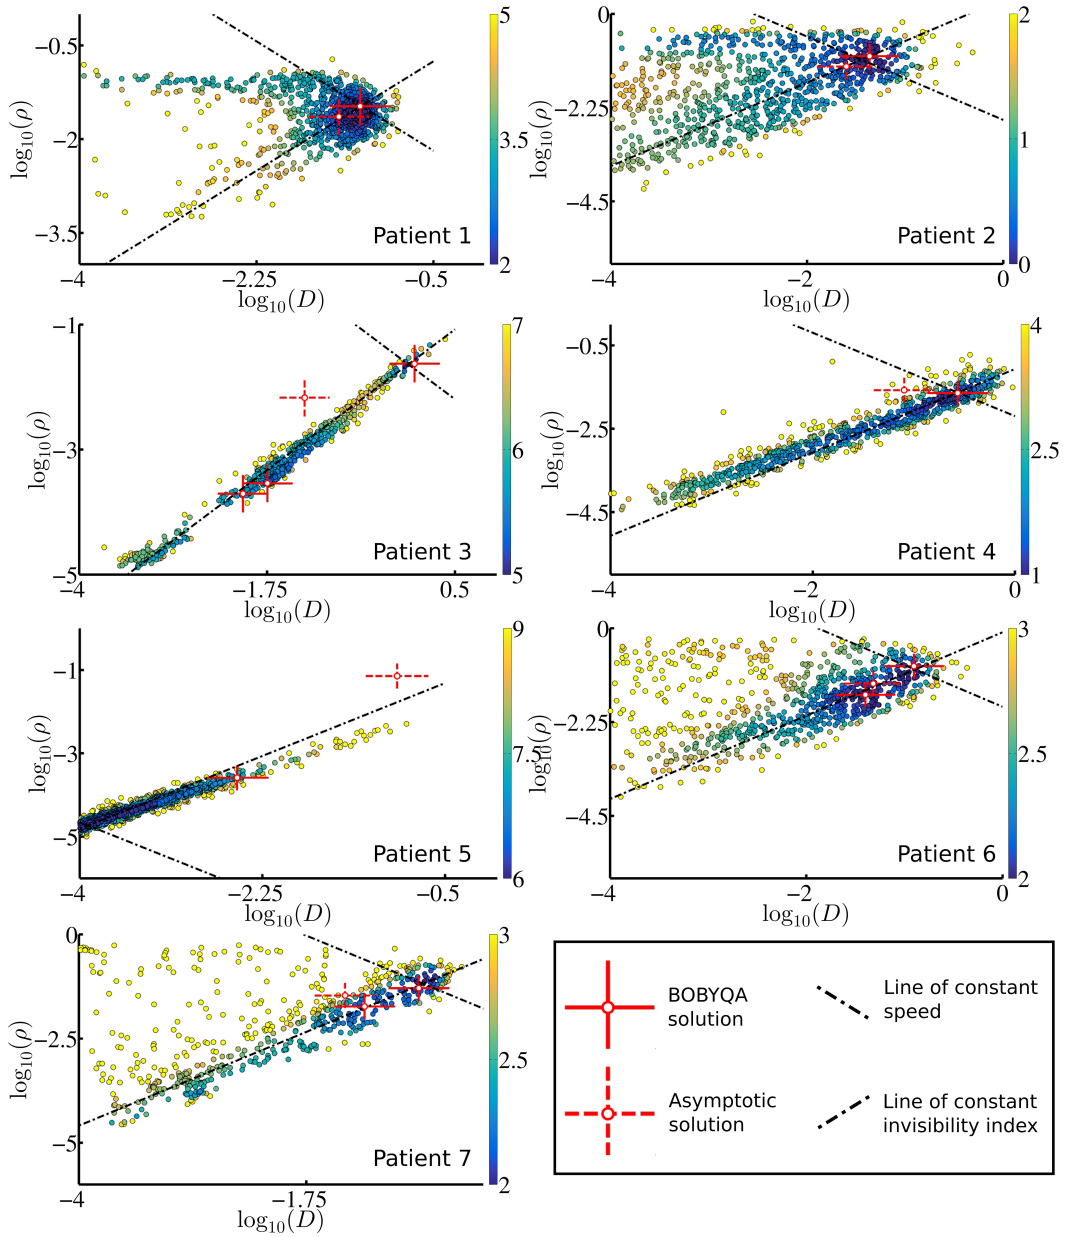 −0.5
−2
−3.5
log₁₀(ρ)
−4
−2.25
−0.5
log₁₀(D)
Patient 1
5
3.5
2
0
−2.25
−4.5
log₁₀(ρ)
−4
−2
0
log₁₀(D)
Patient 2
2
1
0
−1
−3
−5
log₁₀(ρ)
−4
−1.75
0.5
log₁₀(D)
Patient 3
7
6
5
−0.5
−2.5
−4.5
log₁₀(ρ)
−4
−2
0
log₁₀(D)
Patient 4
4
2.5
1
−1
−3
−5
log₁₀(ρ)
−4
−2.25
−0.5
log₁₀(D)
Patient 5
9
7.5
6
0
−2.25
−4.5
log₁₀(ρ)
−4
−2
0
log₁₀(D)
Patient 6
3
2.5
2
0
−2.5
−5
log₁₀(ρ)
−4
−1.75
log₁₀(D)
Patient 7
3
2.5
2
BOBYQA
solution
Line of constant
speed
Asymptotic
solution
Line of constant
invisibility index